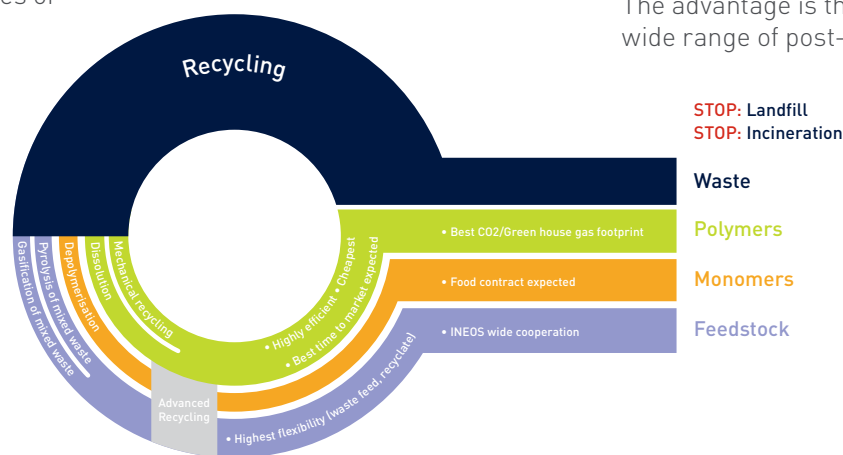 es of
The advantage is th
wide range of post-
Recycling
STOP: Landfill
STOP: Incineration
Waste
Polymers
Monomers
Feedstock
• Best CO2/Green house gas footprint
• Food contract expected
• INEOS wide cooperation
Gasification of mixed waste
Pyrolysis of mixed waste
Depolymerisation
Dissolution
Mechanical recycling
• Highly efficient • Cheapest
• Best time to market expected
Advanced
Recycling
• Highest flexibility (waste feed, recyclate)